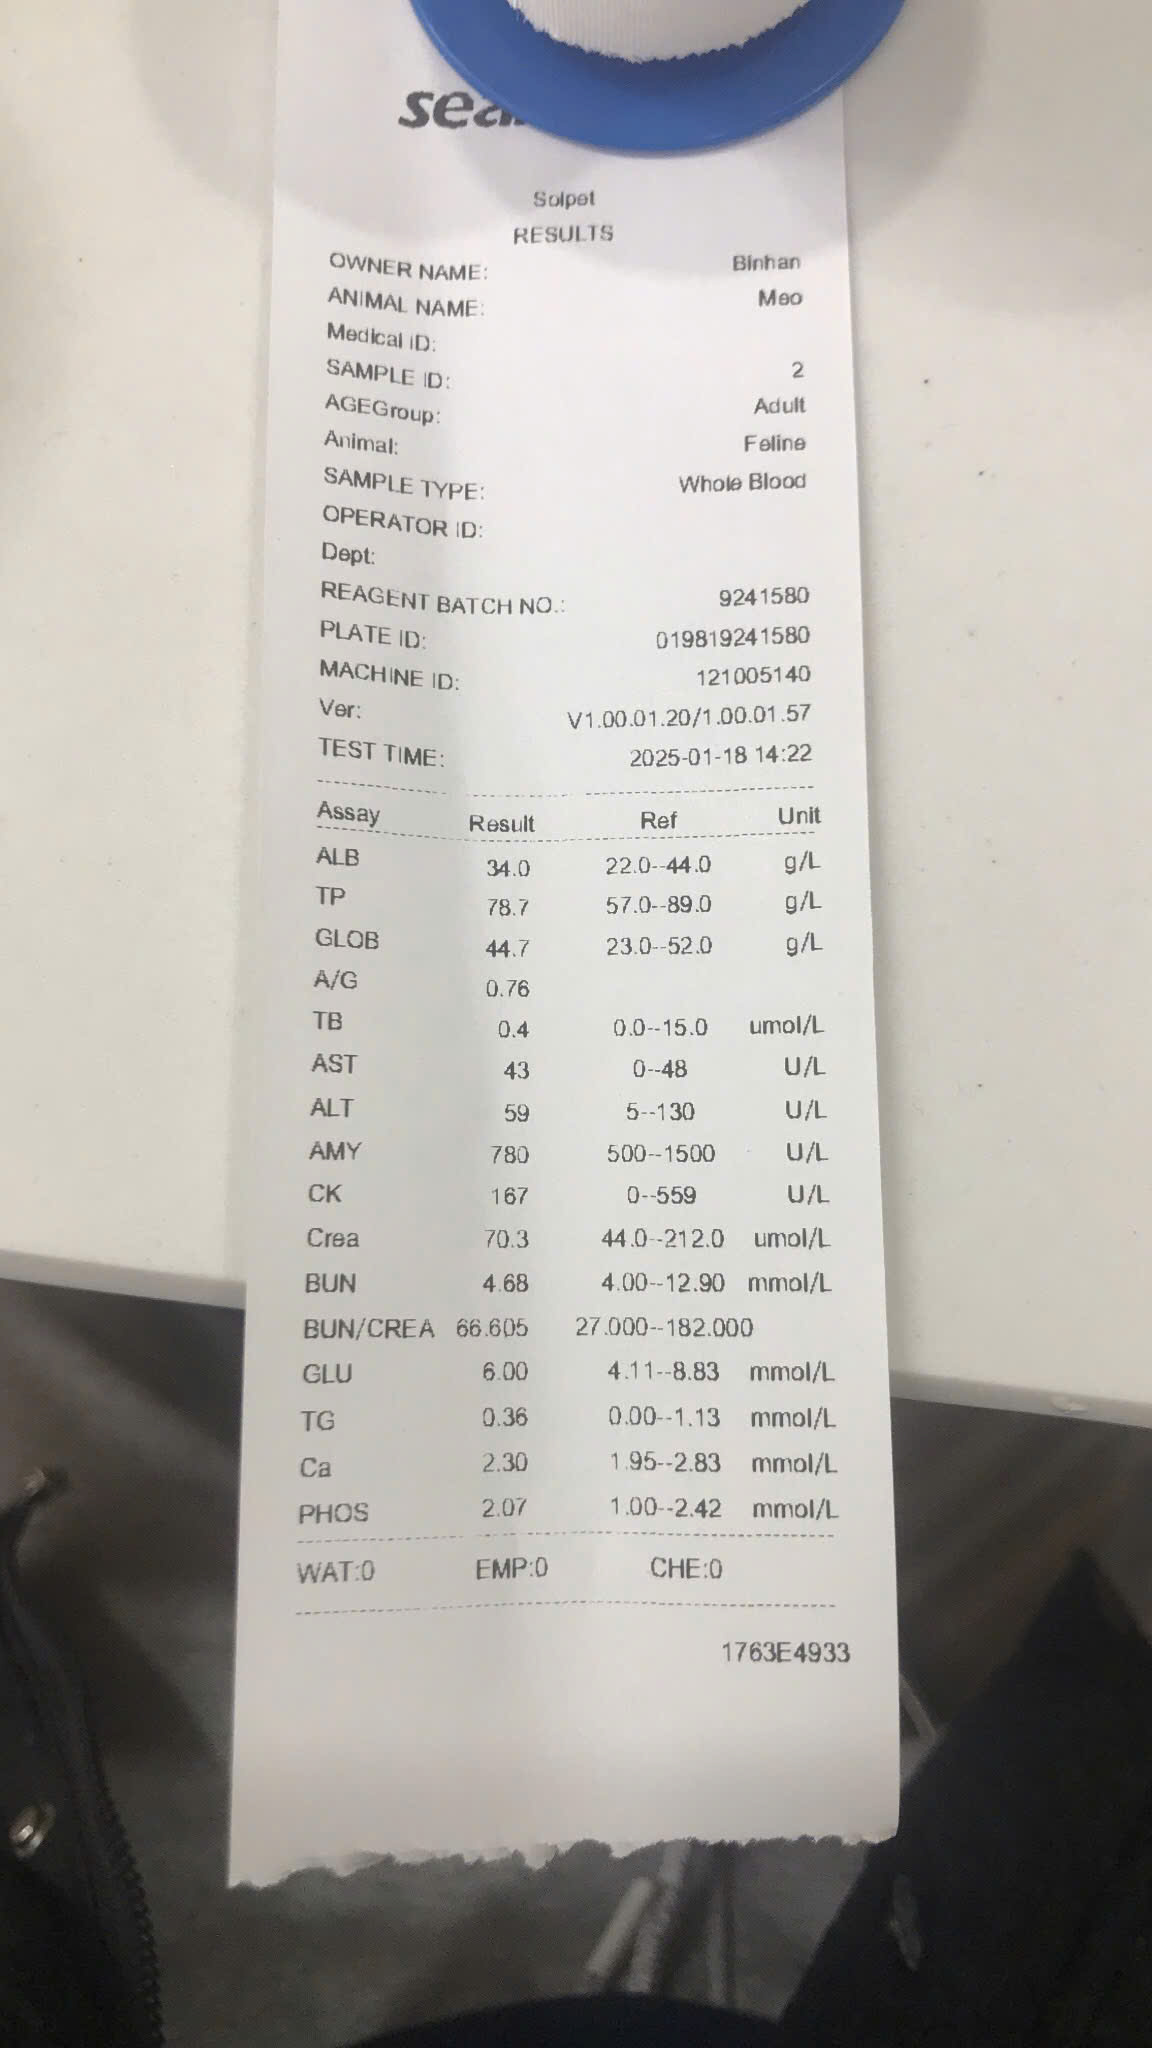 Solpet
RESULTS
OWNER NAME: Binhan
ANIMAL NAME: Meo
Medical ID:
SAMPLE ID: 2
AGEGroup: Adult
Animal: Feline
SAMPLE TYPE: Whole Blood
OPERATOR ID:
Dept:
REAGENT BATCH NO.: 9241580
PLATE ID: 019819241580
MACHINE ID: 121005140
Ver: V1.00.01.20/1.00.01.57
TEST TIME: 2025-01-18 14:22
Assay Result Ref Unit
ALB 34.0 22.0--44.0 g/L
TP 78.7 57.0--89.0 g/L
GLOB 44.7 23.0--52.0 g/L
A/G 0.76
TB 0.4 0.0--15.0 umol/L
AST 43 0--48 U/L
ALT 59 5--130 U/L
AMY 780 500--1500 U/L
CK 167 0--559 U/L
Crea 70.3 44.0--212.0 umol/L
BUN 4.68 4.00--12.90 mmol/L
BUN/CREA 66.605 27.000--182.000
GLU 6.00 4.11--8.83 mmol/L
TG 0.36 0.00--1.13 mmol/L
Ca 2.30 1.95--2.83 mmol/L
PHOS 2.07 1.00--2.42 mmol/L
WAT:0 EMP:0 CHE:0
1763E4933